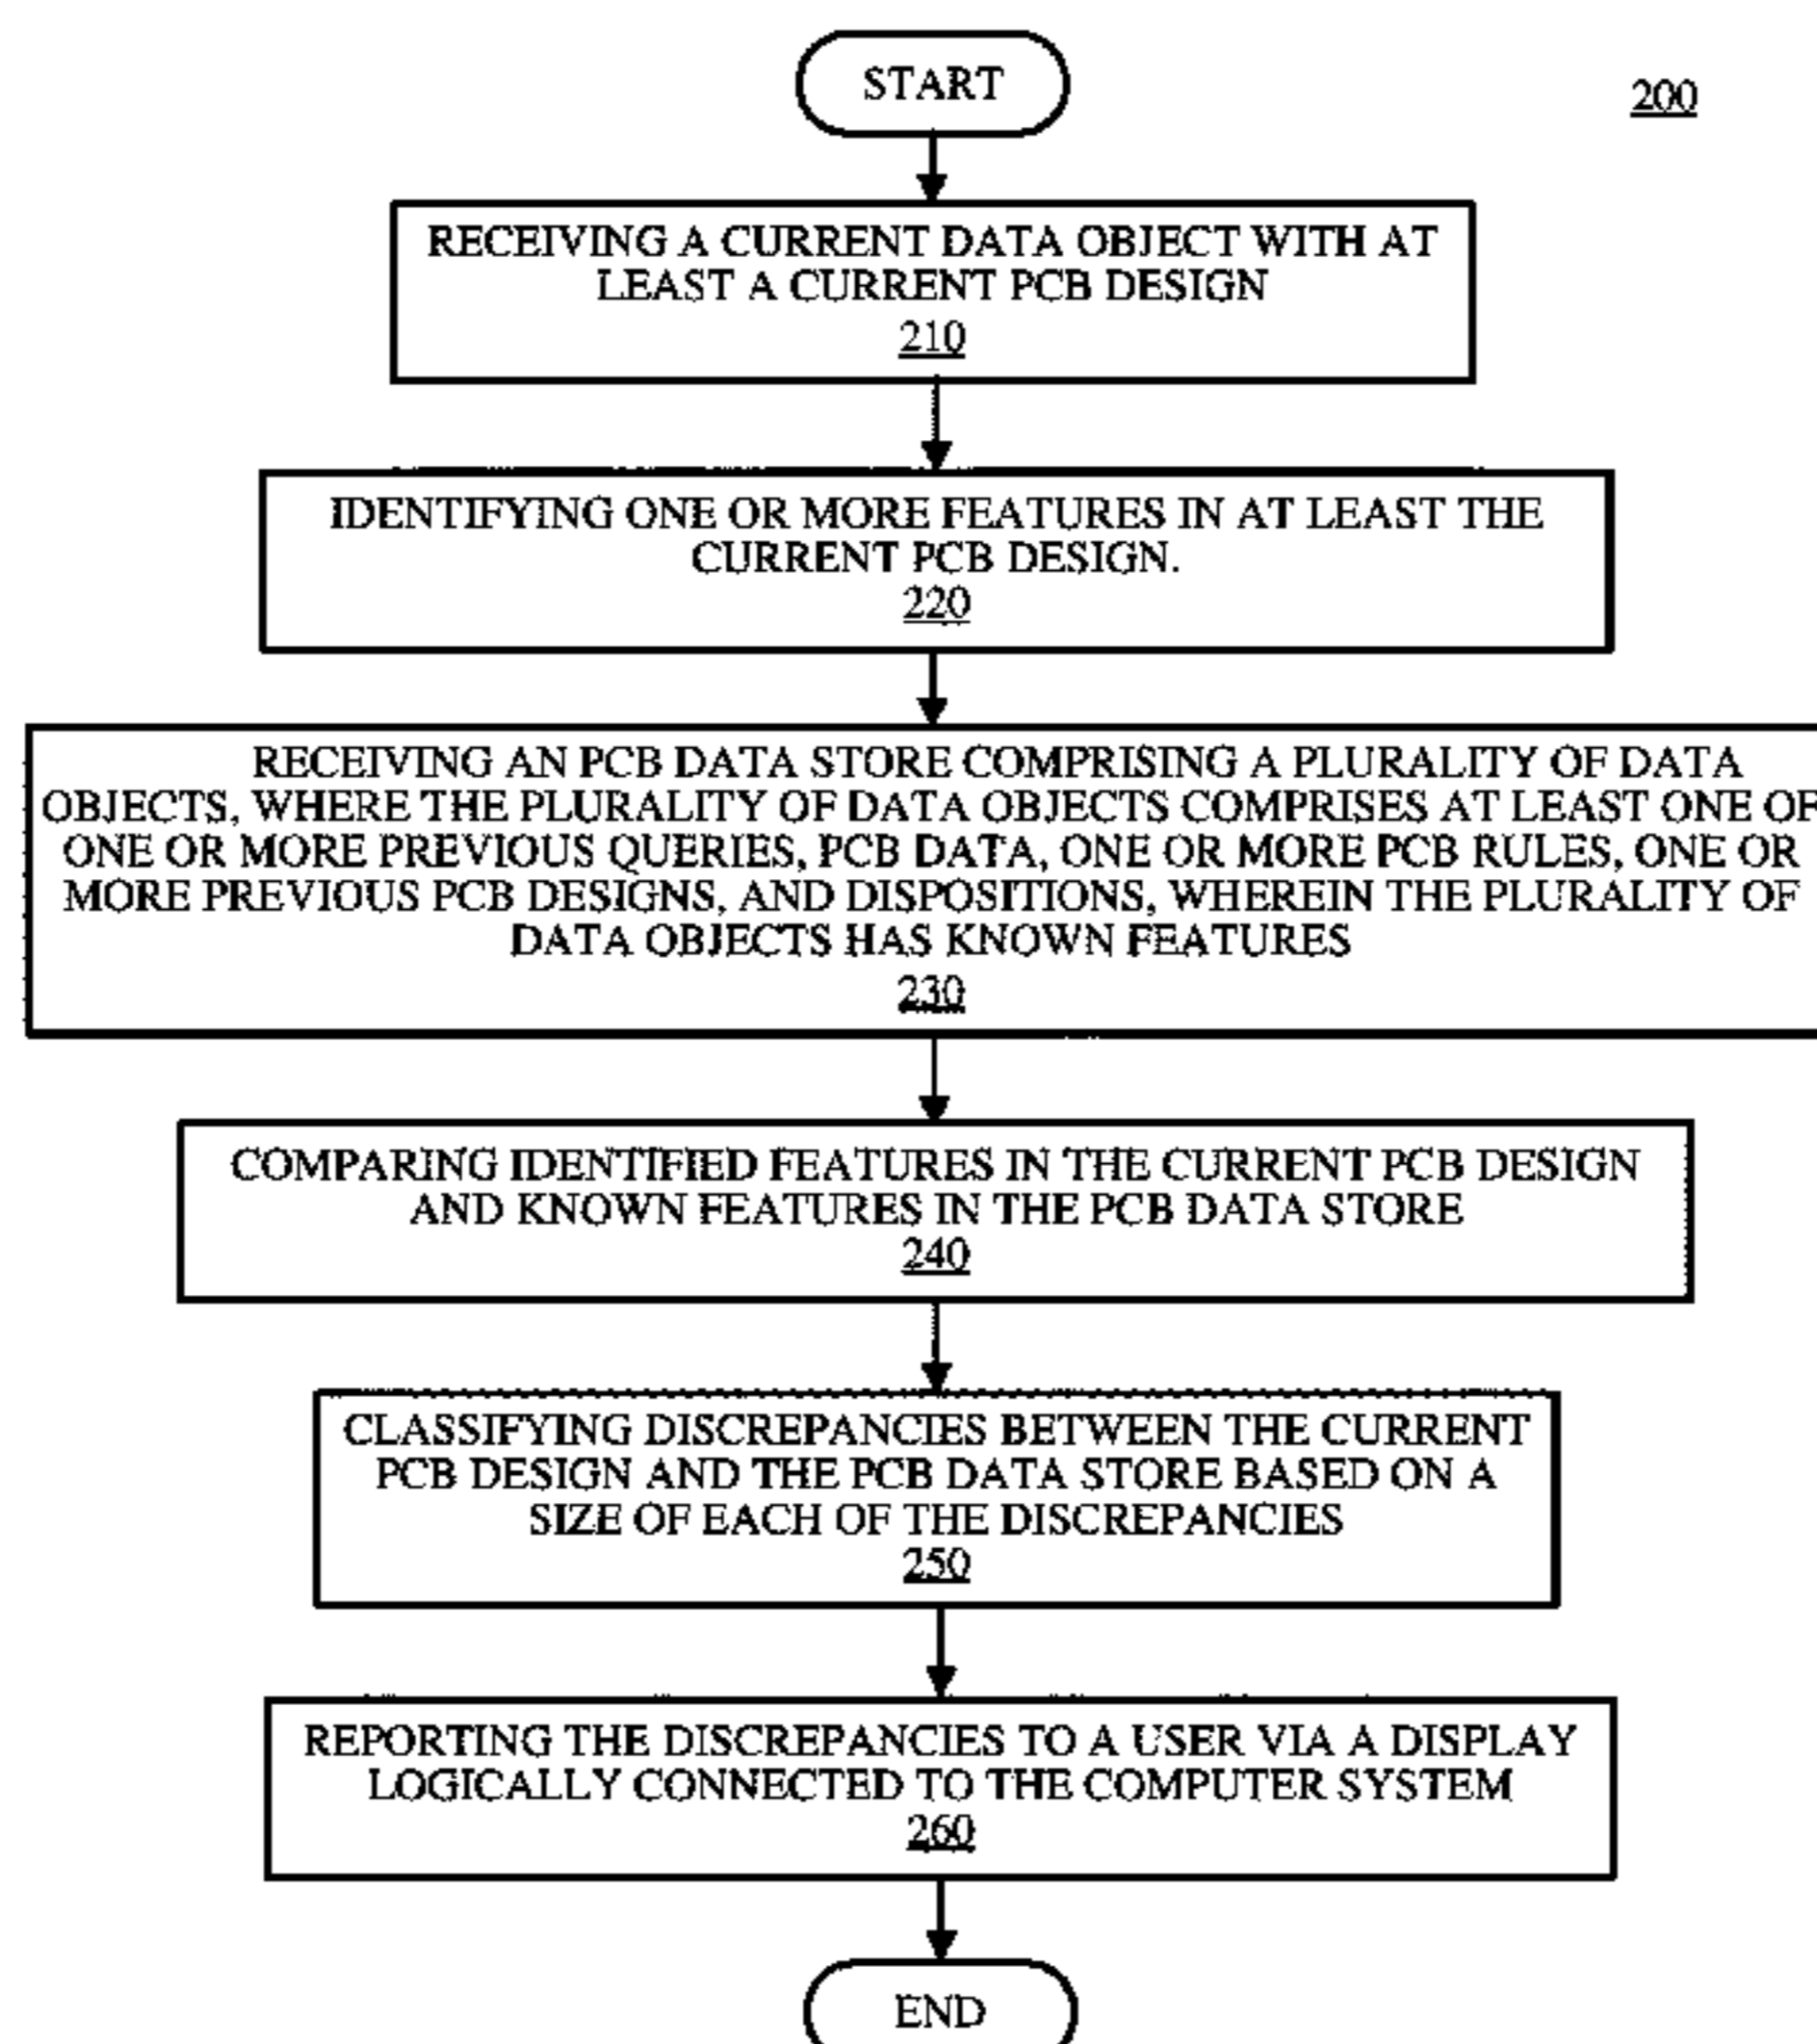 START
200
RECEIVING A CURRENT DATA OBJECT WITH AT
LEAST A CURRENT PCB DESIGN
210
IDENTIFYING ONE OR MORE FEATURES IN AT LEAST THE
CURRENT PCB DESIGN.
220
RECEIVING AN PCB DATA STORE COMPRISING A PLURALITY OF DATA
OBJECTS, WHERE THE PLURALITY OF DATA OBJECTS COMPRISES AT LEAST ONE OF
ONE OR MORE PREVIOUS QUERIES, PCB DATA, ONE OR MORE PCB RULES, ONE OR
MORE PREVIOUS PCB DESIGNS, AND DISPOSITIONS, WHEREIN THE PLURALITY OF
DATA OBJECTS HAS KNOWN FEATURES
230
COMPARING IDENTIFIED FEATURES IN THE CURRENT PCB DESIGN
AND KNOWN FEATURES IN THE PCB DATA STORE
240
CLASSIFYING DISCREPANCIES BETWEEN THE CURRENT
PCB DESIGN AND THE PCB DATA STORE BASED ON A
SIZE OF EACH OF THE DISCREPANCIES
250
REPORTING THE DISCREPANCIES TO A USER VIA A DISPLAY
LOGICALLY CONNECTED TO THE COMPUTER SYSTEM
260
END